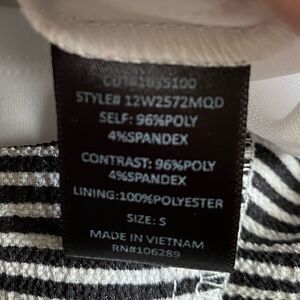 STYLE# 12W2572MQD
SELF: 96%POLY
4%SPANDEX
CONTRAST: 96%POLY
4%SPANDEX
LINING:100%POLYESTER
SIZE: S
MADE IN VIETNAM
RN#106289